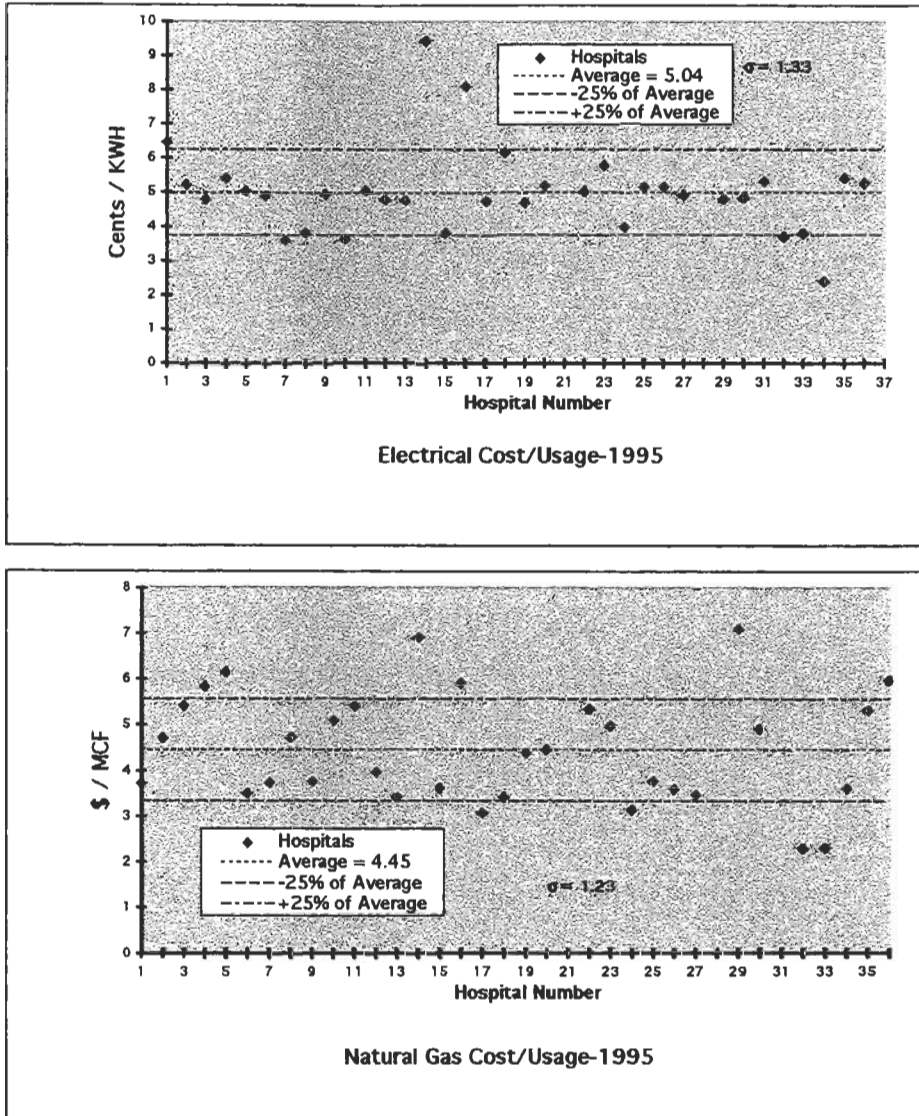 10
9
8
7
6
5
4
3
2
1
0
Cents / KWH
Hospitals
Average = 5.04
-25% of Average
+25% of Average
σ= 1.33
1 3 5 7 9 11 13 15 17 19 21 23 25 27 29 31 33 35 37
Hospital Number
Electrical Cost/Usage-1995
8
7
6
5
4
3
2
1
0
$ / MCF
Hospitals
Average = 4.45
-25% of Average
+25% of Average
σ= 1.23
1 3 5 7 9 11 13 15 17 19 21 23 25 27 29 31 33 35
Hospital Number
Natural Gas Cost/Usage-1995